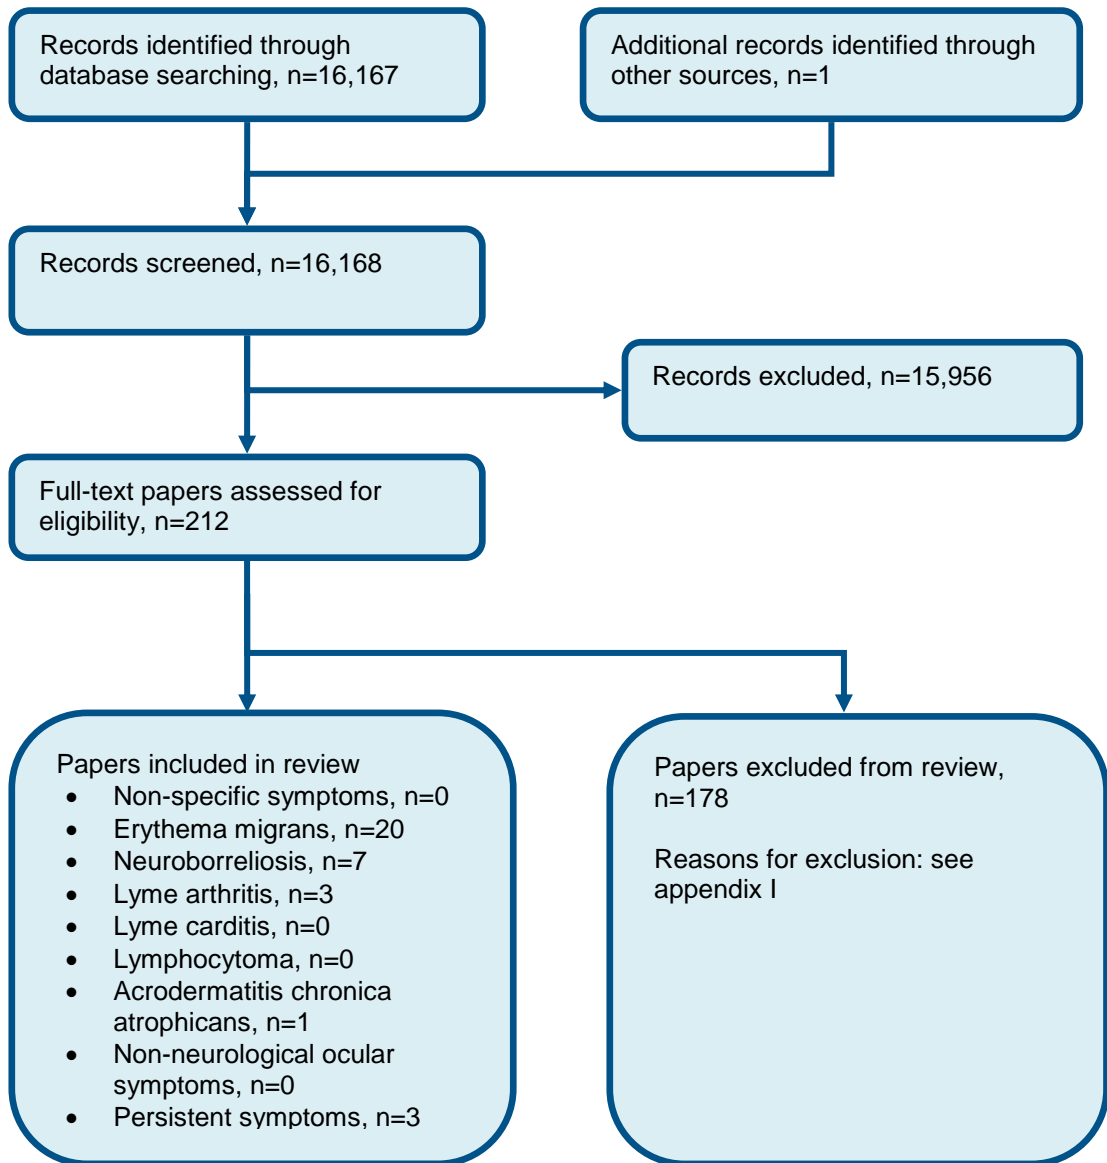 Records identified through
database searching, n=16,167
Additional records identified through
other sources, n=1
Records screened, n=16,168
Records excluded, n=15,956
Full-text papers assessed for
eligibility, n=212
Papers included in review
• Non-specific symptoms, n=0
• Erythema migrans, n=20
• Neuroborreliosis, n=7
• Lyme arthritis, n=3
• Lyme carditis, n=0
• Lymphocytoma, n=0
• Acrodermatitis chronica
atrophicans, n=1
• Non-neurological ocular
symptoms, n=0
• Persistent symptoms, n=3
Papers excluded from review,
n=178
Reasons for exclusion: see
appendix I